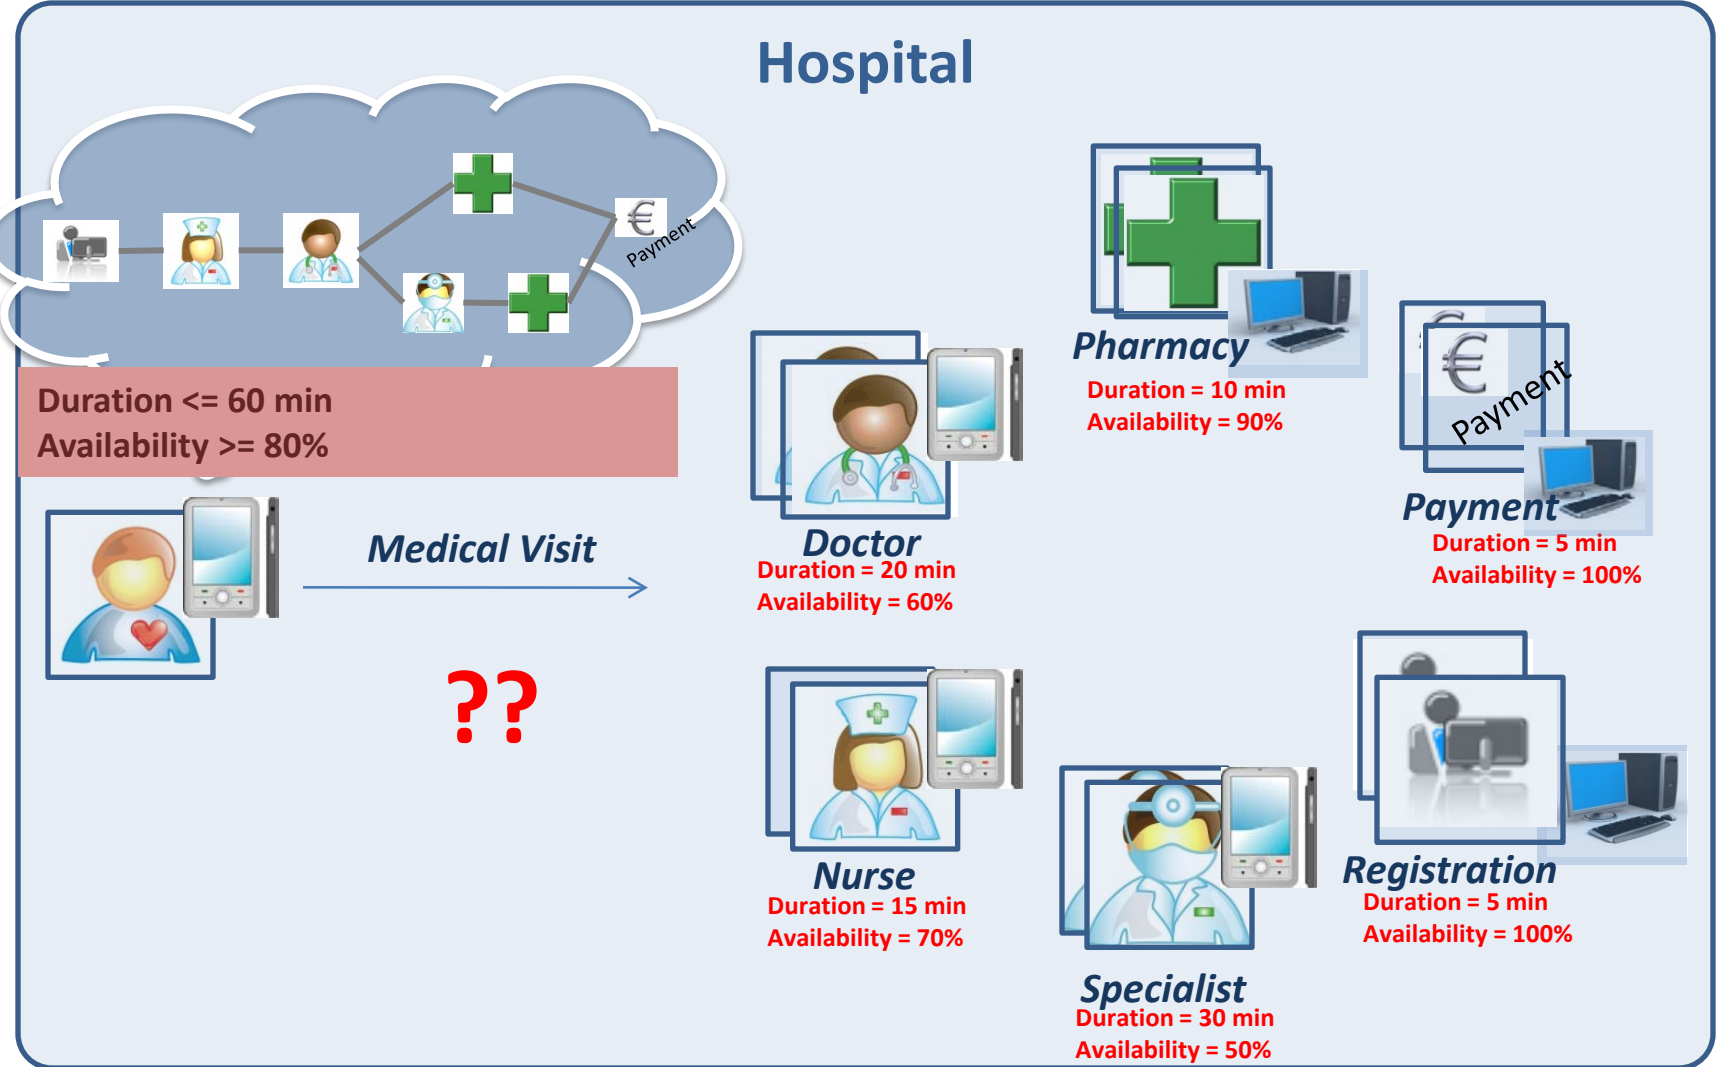 Hospital
€
Payment
Duration <= 60 min
Availability >= 80%
Medical Visit
??
Pharmacy
Duration = 10 min
Availability = 90%
€
€
Payment
Payment
Duration = 5 min
Availability = 100%
Doctor
Duration = 20 min
Availability = 60%
Nurse
Duration = 15 min
Availability = 70%
Registration
Duration = 5 min
Availability = 100%
Specialist
Duration = 30 min
Availability = 50%